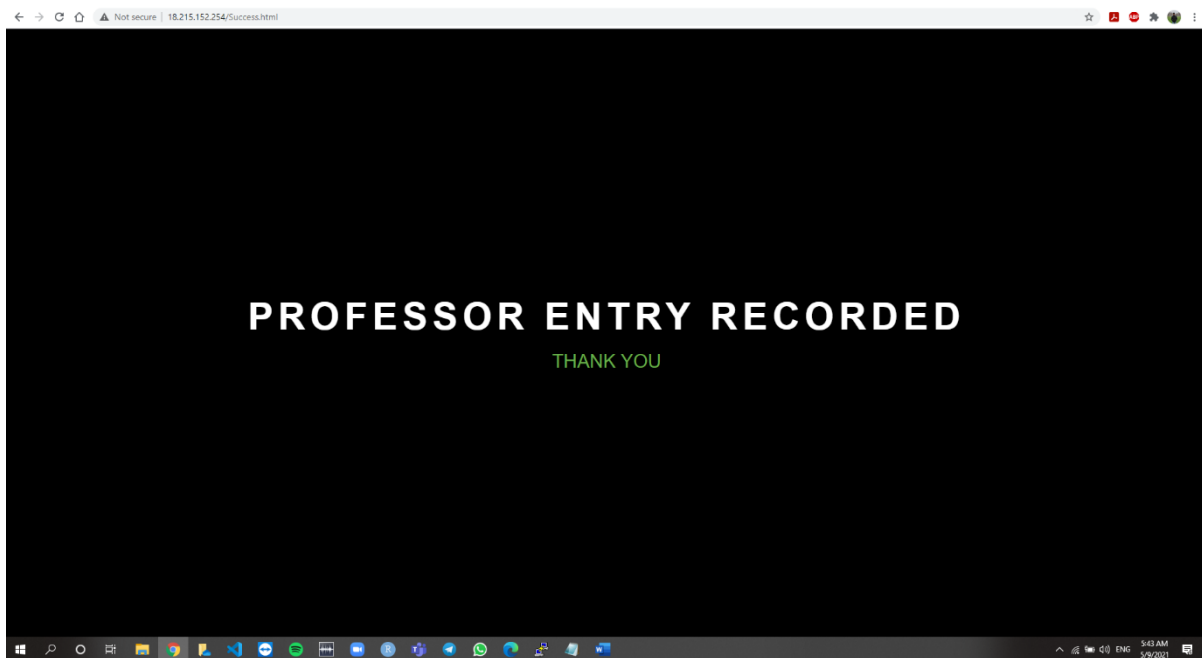 Not secure | 18.215.152.254/Success.html
ABP
PROFESSOR ENTRY RECORDED
THANK YOU
ENG
5:43 AM
5/9/2021